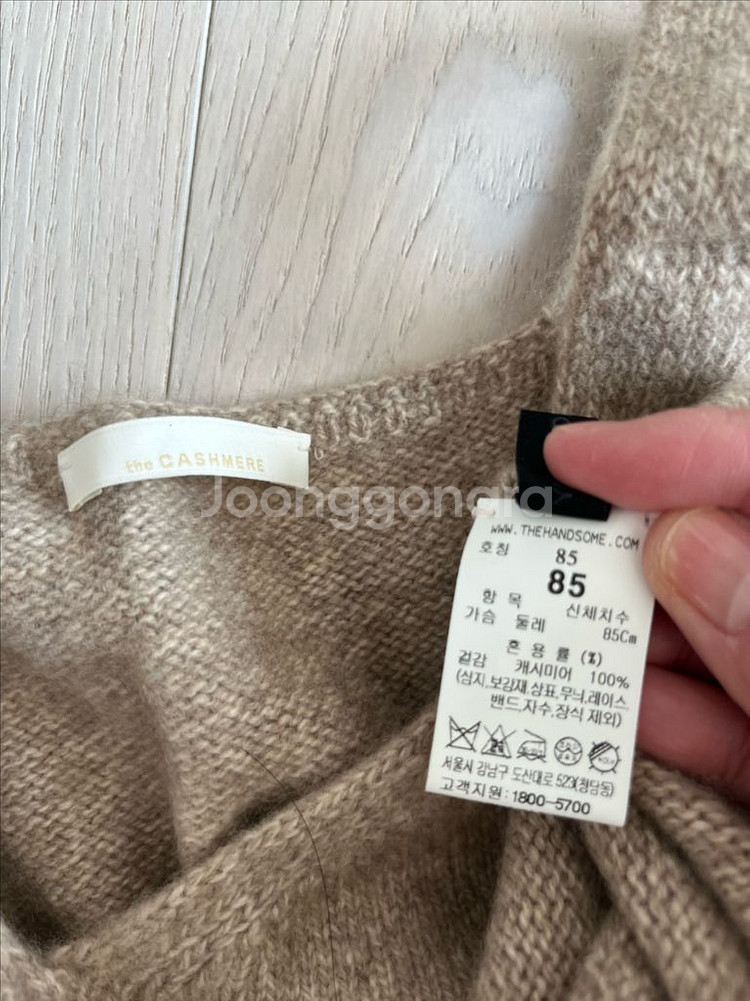 the CASHMERE
Joonggonara
WWW.THEHANDSOME.COM
호칭 85
85
항 목 신체치수
가슴 둘레 85Cm
혼 용 률 (%)
겉감 캐시미어 100%
(심지,보강재,상표,무늬,레이스
밴드,자수,장식 제외)
서울시 강남구 도산대로 523(청담동)
고객지원:1800-5700